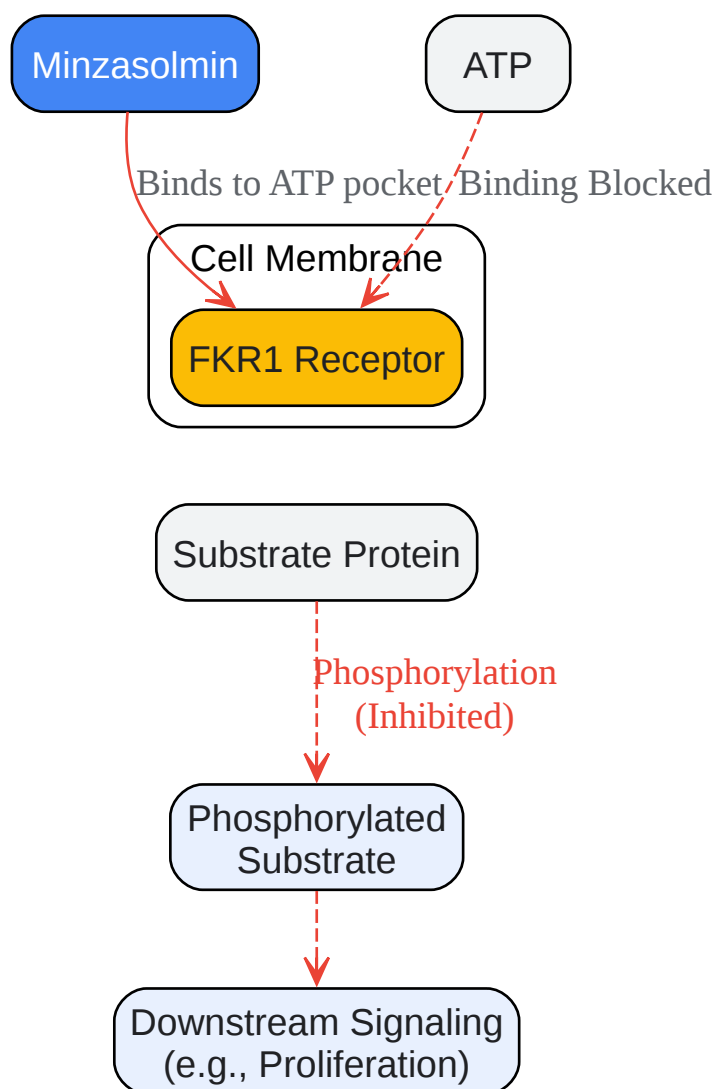 Minzasolmin
ATP
Binds to ATP pocket
Binding Blocked
Cell Membrane
FKR1 Receptor
Substrate Protein
Phosphorylation
(Inhibited)
Phosphorylated
Substrate
Downstream Signaling
(e.g., Proliferation)